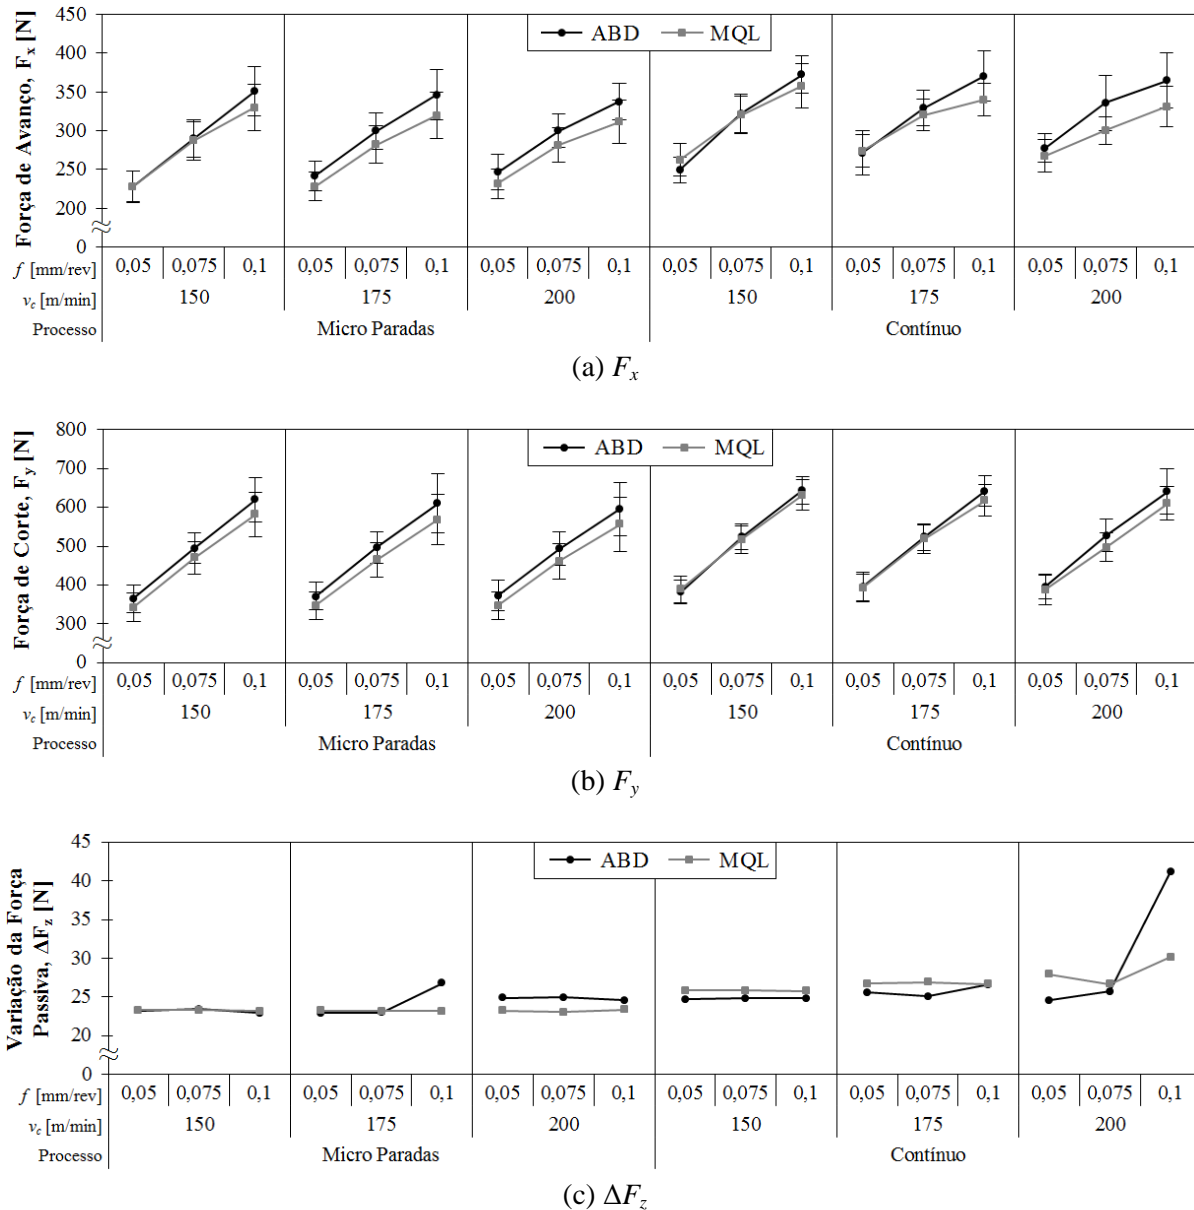 Força de Avanço, Fx [N]
450
400
350
300
250
200
0
ABD MQL
f [mm/rev] 0,05 0,075 0,1 0,05 0,075 0,1 0,05 0,075 0,1 0,05 0,075 0,1 0,05 0,075 0,1 0,05 0,075 0,1
vc [m/min] 150 175 200 150 175 200
Processo Micro Paradas Contínuo
(a) Fx
Força de Corte, Fy [N]
800
700
600
500
400
300
0
ABD MQL
f [mm/rev] 0,05 0,075 0,1 0,05 0,075 0,1 0,05 0,075 0,1 0,05 0,075 0,1 0,05 0,075 0,1 0,05 0,075 0,1
vc [m/min] 150 175 200 150 175 200
Processo Micro Paradas Contínuo
(b) Fy
Variação da Força
Passiva, ΔFz [N]
45
40
35
30
25
20
0
ABD MQL
f [mm/rev] 0,05 0,075 0,1 0,05 0,075 0,1 0,05 0,075 0,1 0,05 0,075 0,1 0,05 0,075 0,1 0,05 0,075 0,1
vc [m/min] 150 175 200 150 175 200
Processo Micro Paradas Contínuo
(c) ΔFz